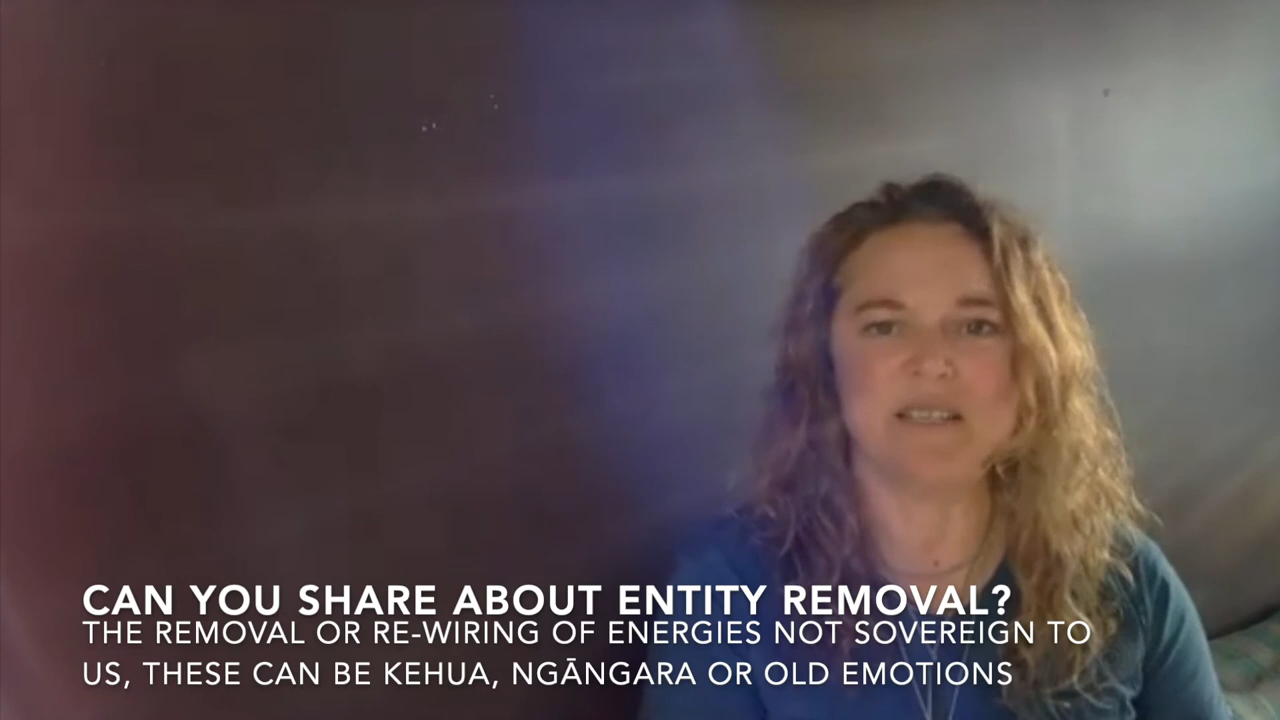 CAN YOU SHARE ABOUT ENTITY REMOVAL?
THE REMOVAL OR RE-WIRING OF ENERGIES NOT SOVEREIGN TO
US, THESE CAN BE KEHUA, NGĀNGARA OR OLD EMOTIONS